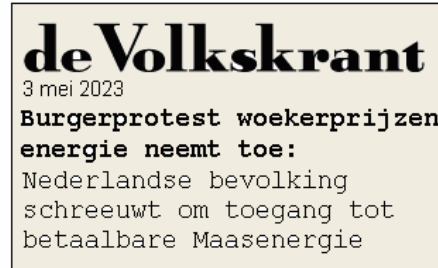 de Volkskrant
3 mei 2023
Burgerprotest woekerprijzen
energie neemt toe:
Nederlandse bevolking
schreeuwt om toegang tot
betaalbare Maasenergie